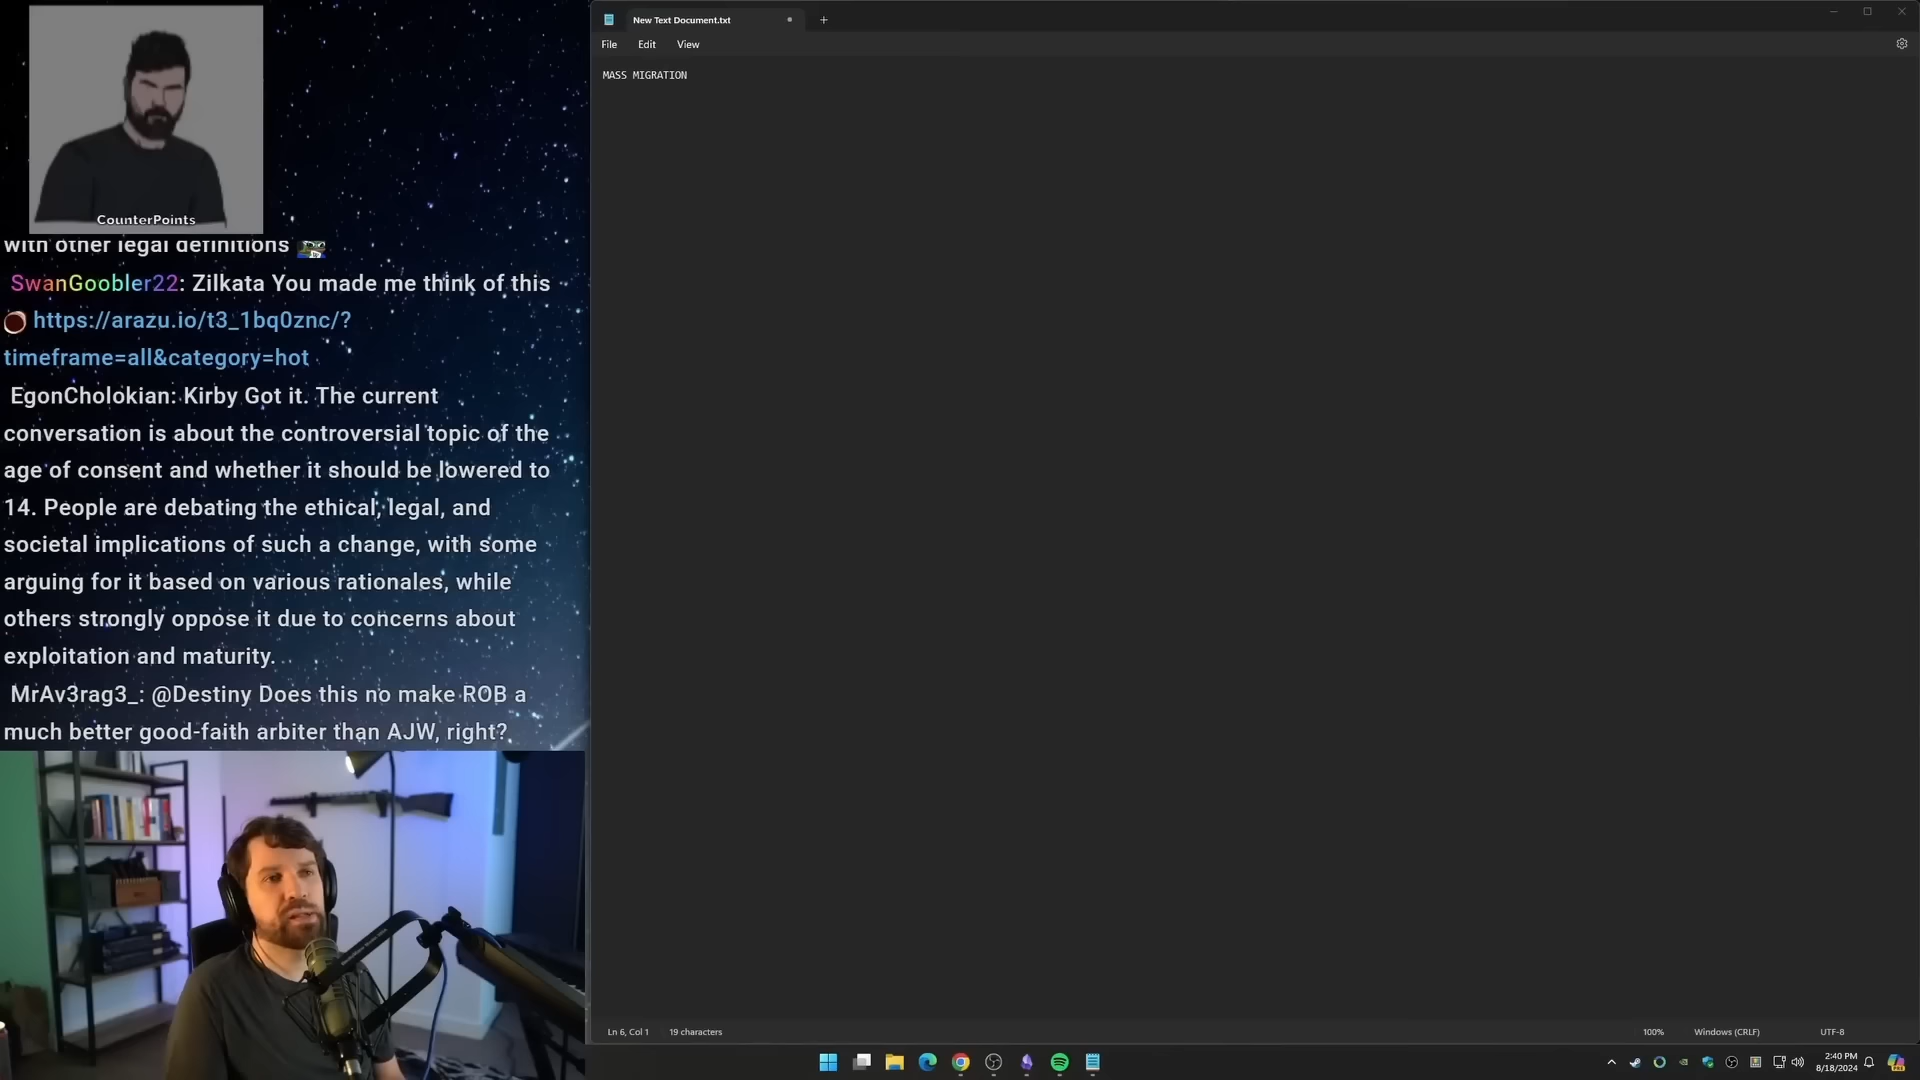 CounterPoints
with other legal definitions
SwanGoobler22: Zilkata You made me think of this
https://arazu.io/t3_1bq0znc/?
timeframe=all&category=hot
EgonCholokian: Kirby Got it. The current
conversation is about the controversial topic of the
age of consent and whether it should be lowered to
14. People are debating the ethical, legal, and
societal implications of such a change, with some
arguing for it based on various rationales, while
others strongly oppose it due to concerns about
exploitation and maturity.
MrAv3rag3_: @Destiny Does this no make ROB a
much better good-faith arbiter than AJW, right?
New Text Document.txt
File Edit View
MASS MIGRATION
Ln 6, Col 1 19 characters 100% Windows (CRLF) UTF-8
2:40 PM
8/18/2024